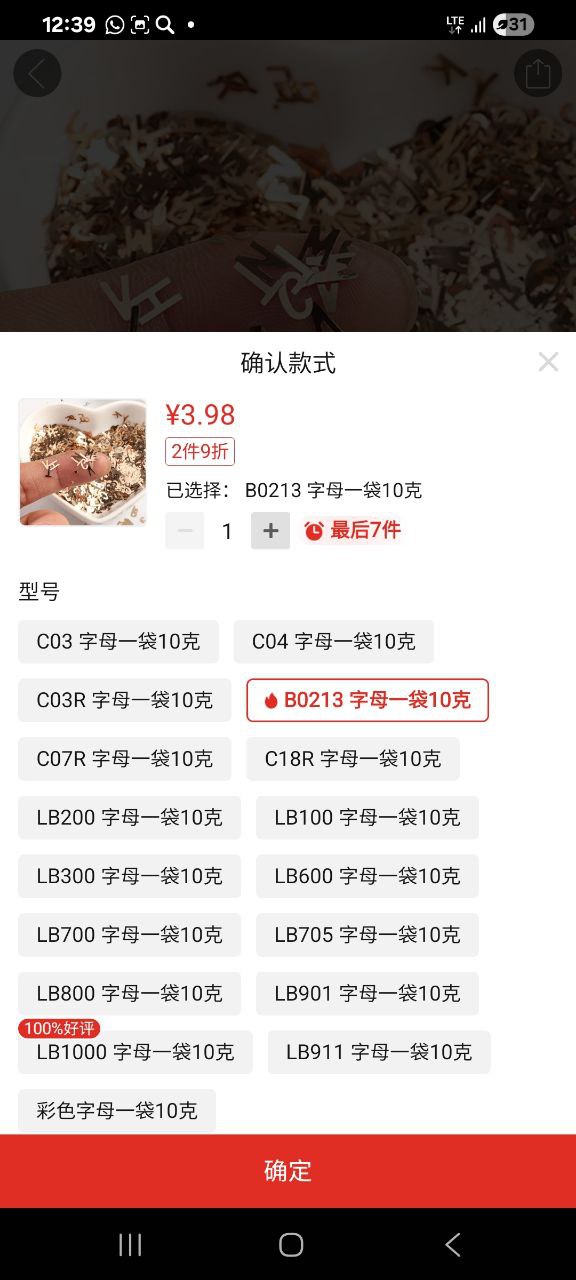 12:39
LTE
31
确认款式
¥3.98
2件9折
已选择： B0213 字母一袋10克
1
最后7件
型号
C03 字母一袋10克
C04 字母一袋10克
C03R 字母一袋10克
B0213 字母一袋10克
C07R 字母一袋10克
C18R 字母一袋10克
LB200 字母一袋10克
LB100 字母一袋10克
LB300 字母一袋10克
LB600 字母一袋10克
LB700 字母一袋10克
LB705 字母一袋10克
LB800 字母一袋10克
LB901 字母一袋10克
100%好评
LB1000 字母一袋10克
LB911 字母一袋10克
彩色字母一袋10克
确定